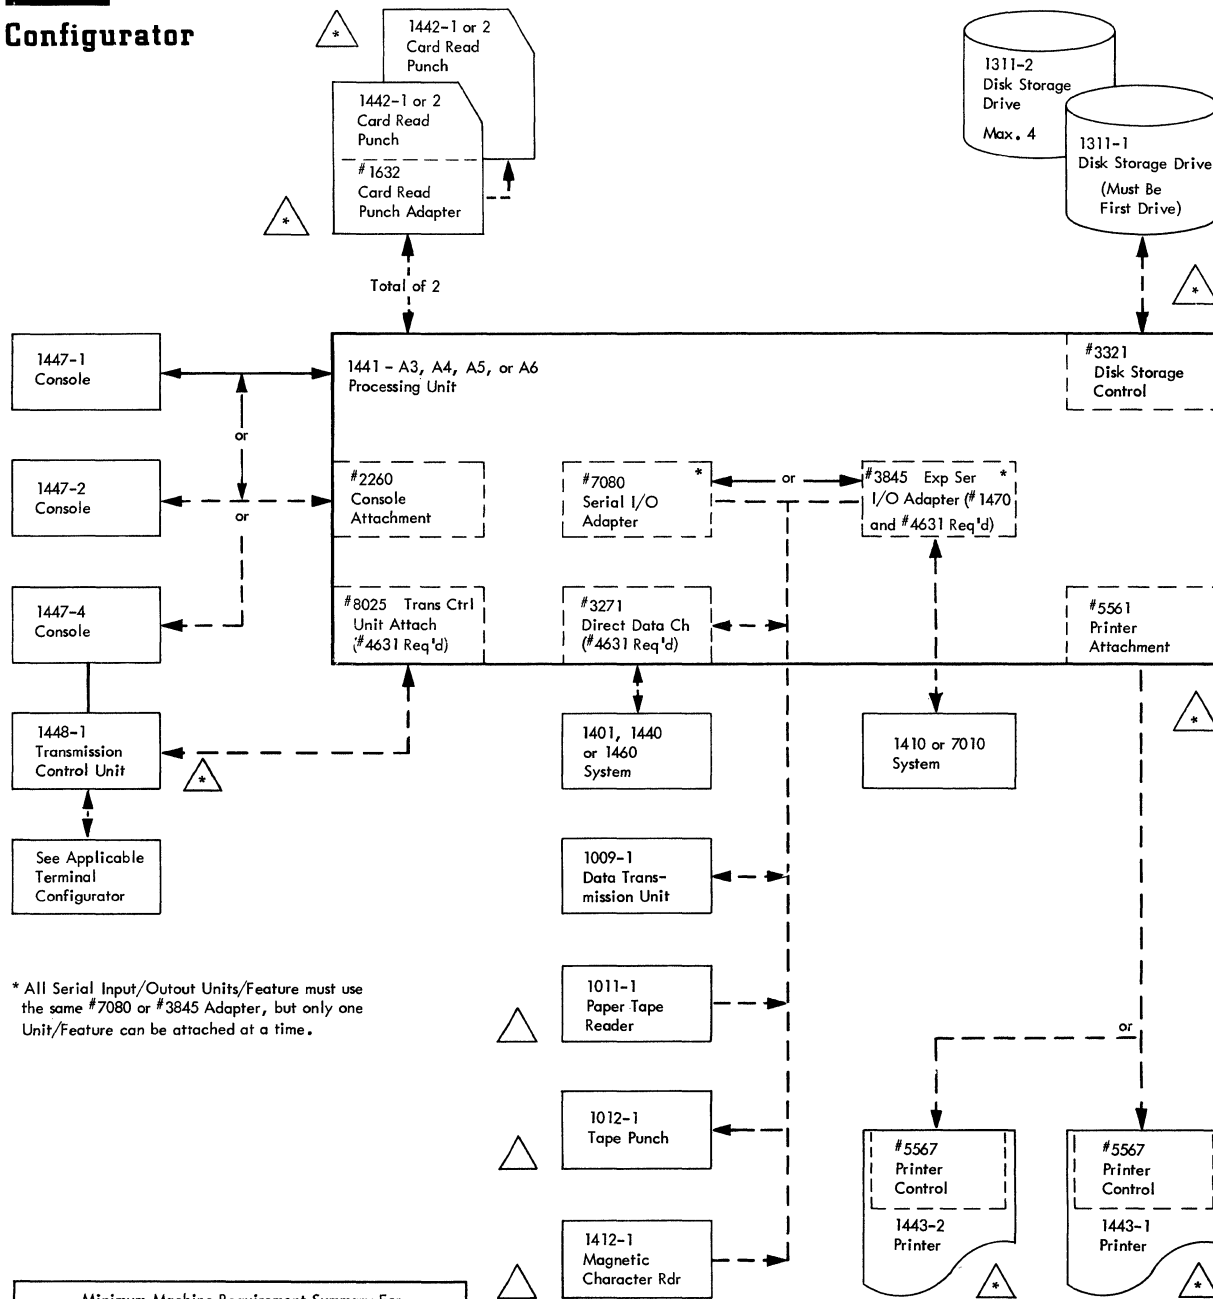 Configurator
*
1442-1 or 2
Card Read
Punch
1442-1 or 2
Card Read
Punch
#1632
Card Read
Punch Adapter
*
Total of 2
1311-2
Disk Storage
Drive
Max. 4
1311-1
Disk Storage Drive
(Must Be
First Drive)
*
1447-1
Console
or
1441 - A3, A4, A5, or A6
Processing Unit
#3321
Disk Storage
Control
1447-2
Console
or
#2260
Console
Attachment
#7080 *
Serial I/O
Adapter
or
#3845 Exp Ser *
I/O Adapter (#1470
and #4631 Req'd)
1447-4
Console
#8025 Trans Ctrl
Unit Attach
(#4631 Req'd)
#3271
Direct Data Ch
(#4631 Req'd)
#5561
Printer
Attachment
1448-1
Transmission
Control Unit
*
1401, 1440
or 1460
System
1410 or 7010
System
*
See Applicable
Terminal
Configurator
1009-1
Data Trans-
mission Unit
* All Serial Input/Outout Units/Feature must use
the same #7080 or #3845 Adapter, but only one
Unit/Feature can be attached at a time.
1011-1
Paper Tape
Reader
or
1012-1
Tape Punch
#5567
Printer
Control
1443-2
Printer
*
#5567
Printer
Control
1443-1
Printer
*
1412-1
Magnetic
Character Rdr
Minimum Machine Requirement Summary For